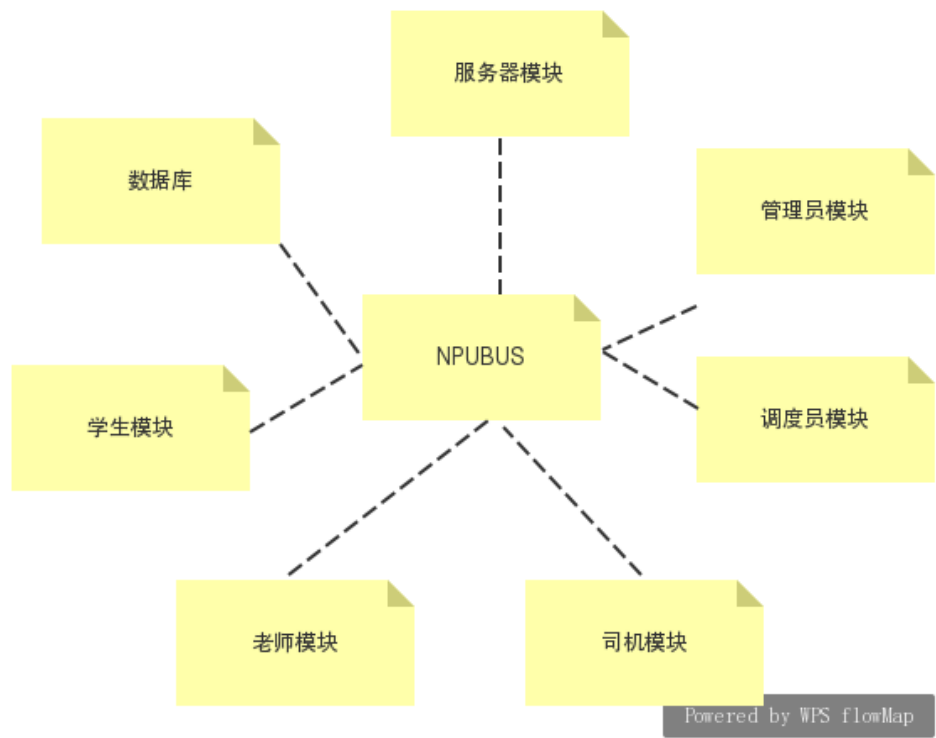 服务器模块
数据库
管理员模块
NPUBUS
调度员模块
学生模块
老师模块
司机模块
Powered by WPS flowMap